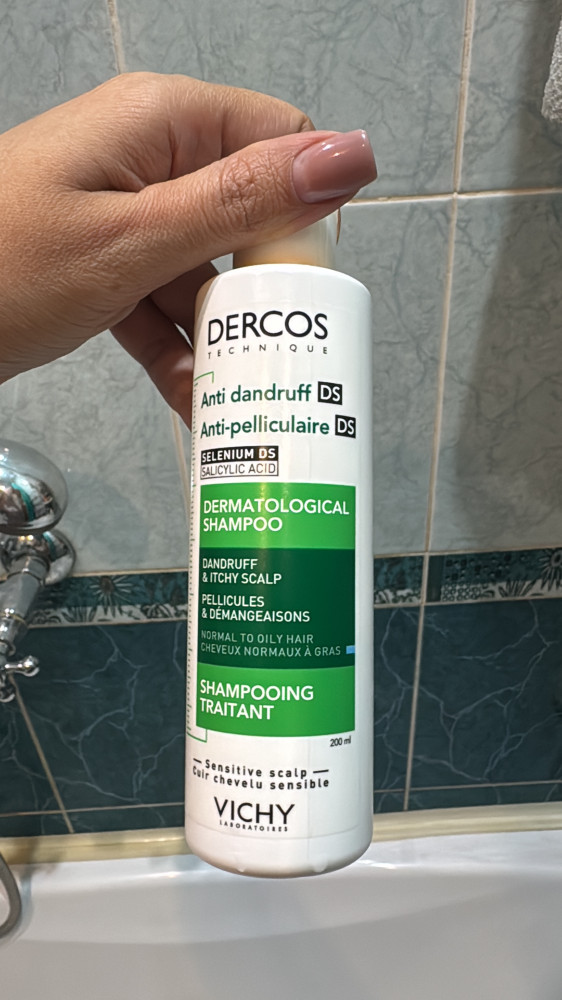 DERCOS
TECHNIQUE
Anti dandruff DS
Anti-pelliculaire DS
SELENIUM DS
SALICYLIC ACID
DERMATOLOGICAL
SHAMPOO
DANDRUFF
& ITCHY SCALP
PELLICULES
& DÉMANGEAISONS
NORMAL TO OILY HAIR
CHEVEUX NORMAUX À GRAS
SHAMPOOING
TRAITANT
200 ml
Sensitive scalp
Cuir chevelu sensible
VICHY
LABORATOIRES